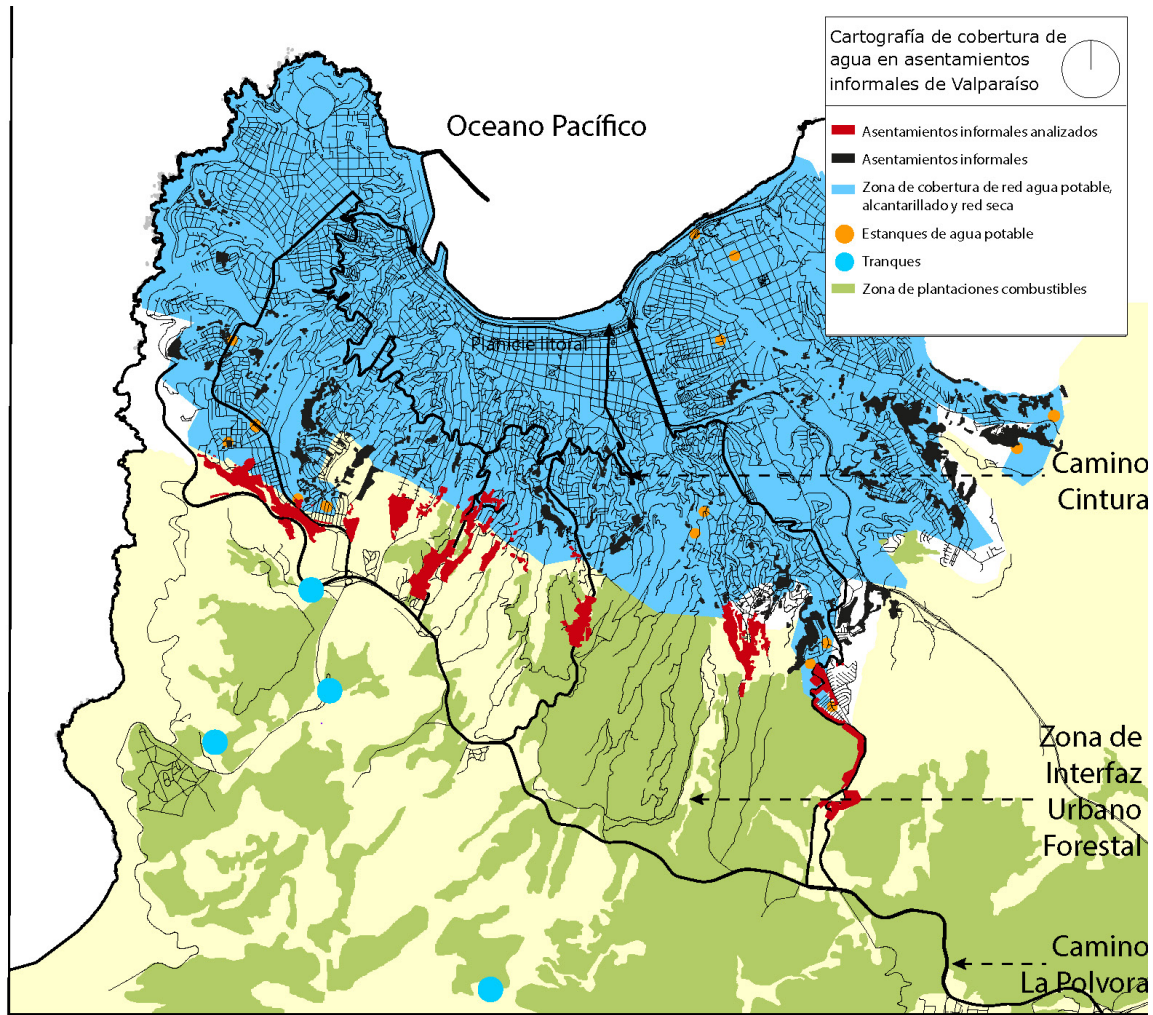 Cartografía de cobertura de
agua en asentamientos
informales de Valparaíso
Asentamientos informales analizados
Asentamientos informales
Zona de cobertura de red agua potable,
alcantarillado y red seca
Estanques de agua potable
Tranques
Zona de plantaciones combustibles
Oceano Pacífico
Planicie litoral
Camino
Cintura
Zona de
Interfaz
Urbano
Forestal
Camino
La Polvora